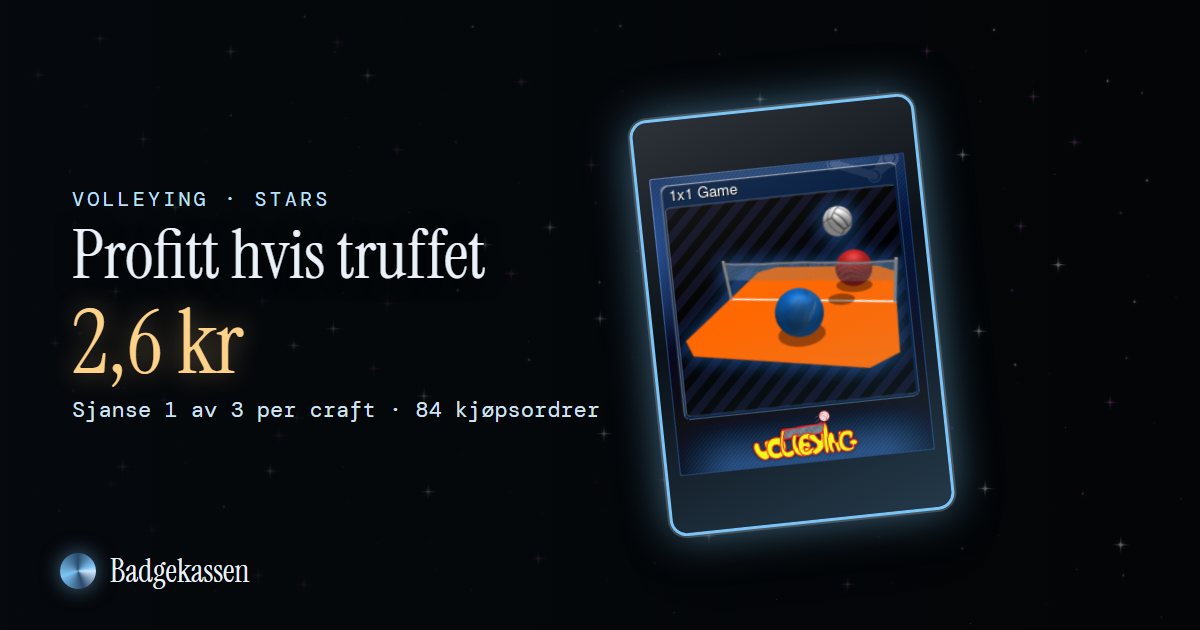 VOLLEYING · STARS
Profitt hvis truffet
2,6 kr
Sjanse 1 av 3 per craft · 84 kjøpsordrer
Badgekassen
1x1 Game
VOLLEYING